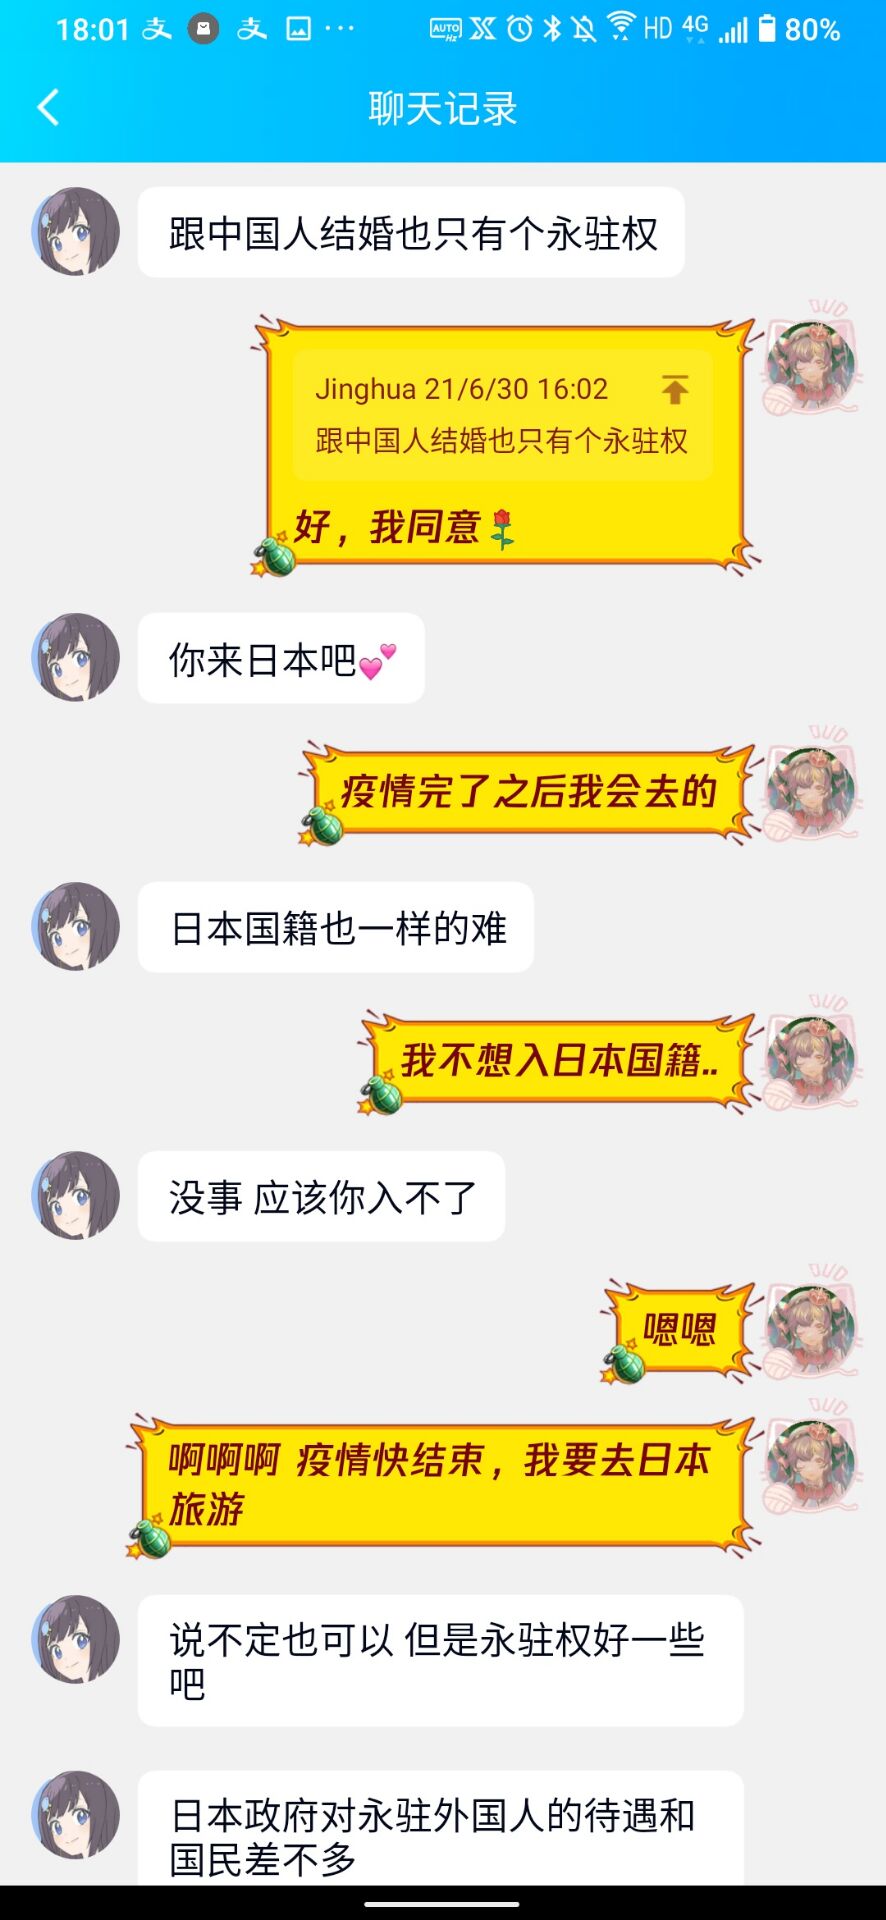 18:01 支 支 ··· AUTO Hz HD 4G 80%
聊天记录
跟中国人结婚也只有个永驻权
Jinghua 21/6/30 16:02
跟中国人结婚也只有个永驻权
好，我同意🌹
你来日本吧💕
疫情完了之后我会去的
日本国籍也一样的难
我不想入日本国籍..
没事 应该你入不了
嗯嗯
啊啊啊 疫情快结束，我要去日本
旅游
说不定也可以 但是永驻权好一些
吧
日本政府对永驻外国人的待遇和
国民差不多